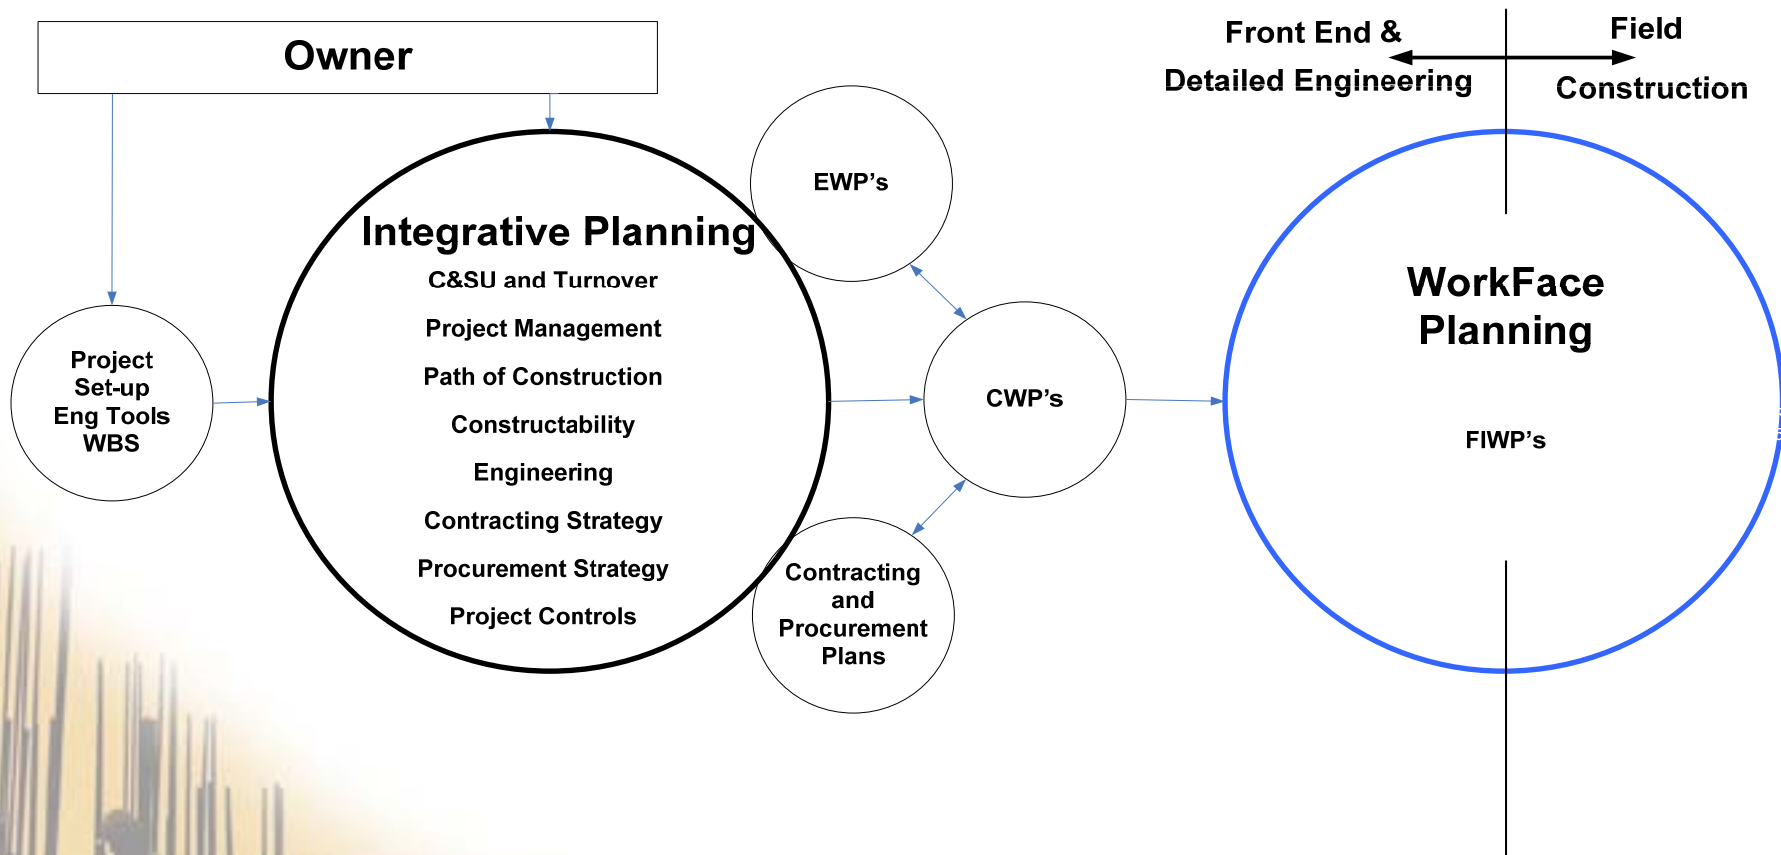 Owner
Front End &
Detailed Engineering
Field
Construction
Project
Set-up
Eng Tools
WBS
Integrative Planning
C&SU and Turnover
Project Management
Path of Construction
Constructability
Engineering
Contracting Strategy
Procurement Strategy
Project Controls
EWP's
CWP's
Contracting
and
Procurement
Plans
WorkFace
Planning
FIWP's